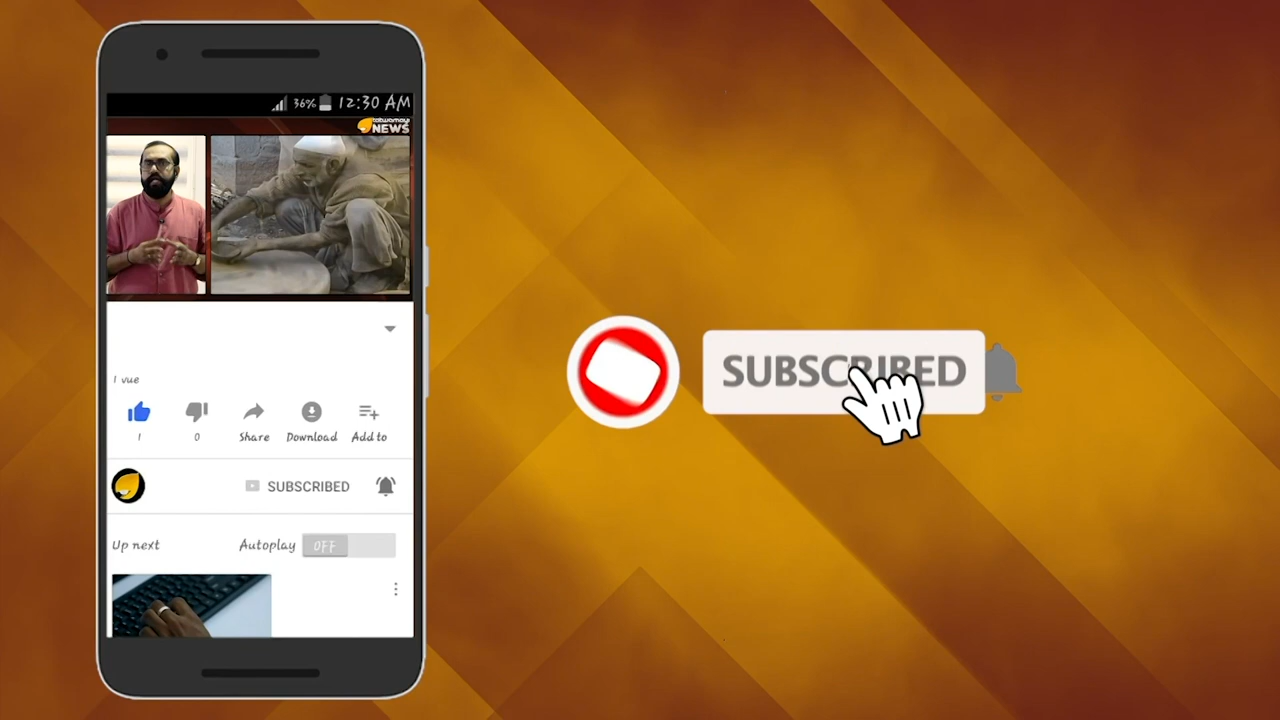 36% 12:30 AM
tatwamayi
NEWS
1 vue
1 0 Share Download Add to
SUBSCRIBED
Up next Autoplay OFF
SUBSCRIBED